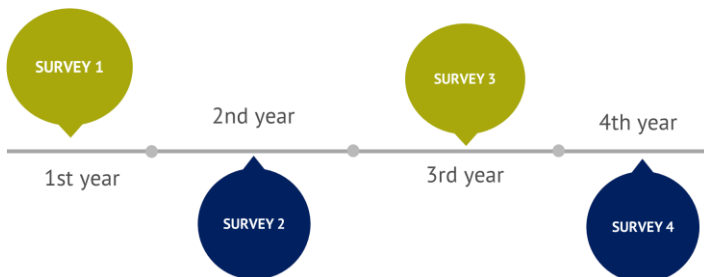 SURVEY 1
1st year
2nd year
SURVEY 2
SURVEY 3
3rd year
4th year
SURVEY 4